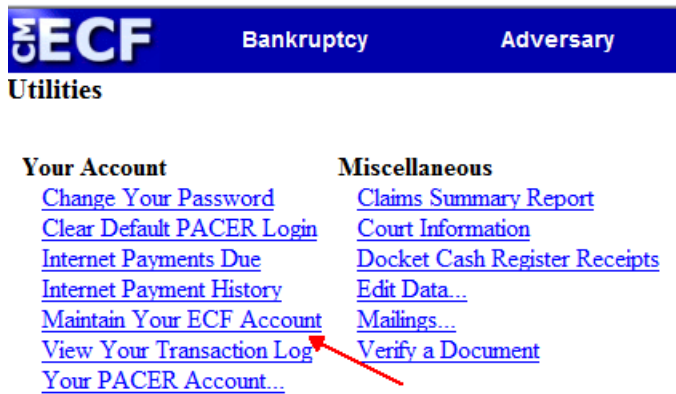 CM ECF Bankruptcy Adversary
Utilities
Your Account
Change Your Password
Clear Default PACER Login
Internet Payments Due
Internet Payment History
Maintain Your ECF Account
View Your Transaction Log
Your PACER Account...
Miscellaneous
Claims Summary Report
Court Information
Docket Cash Register Receipts
Edit Data...
Mailings...
Verify a Document